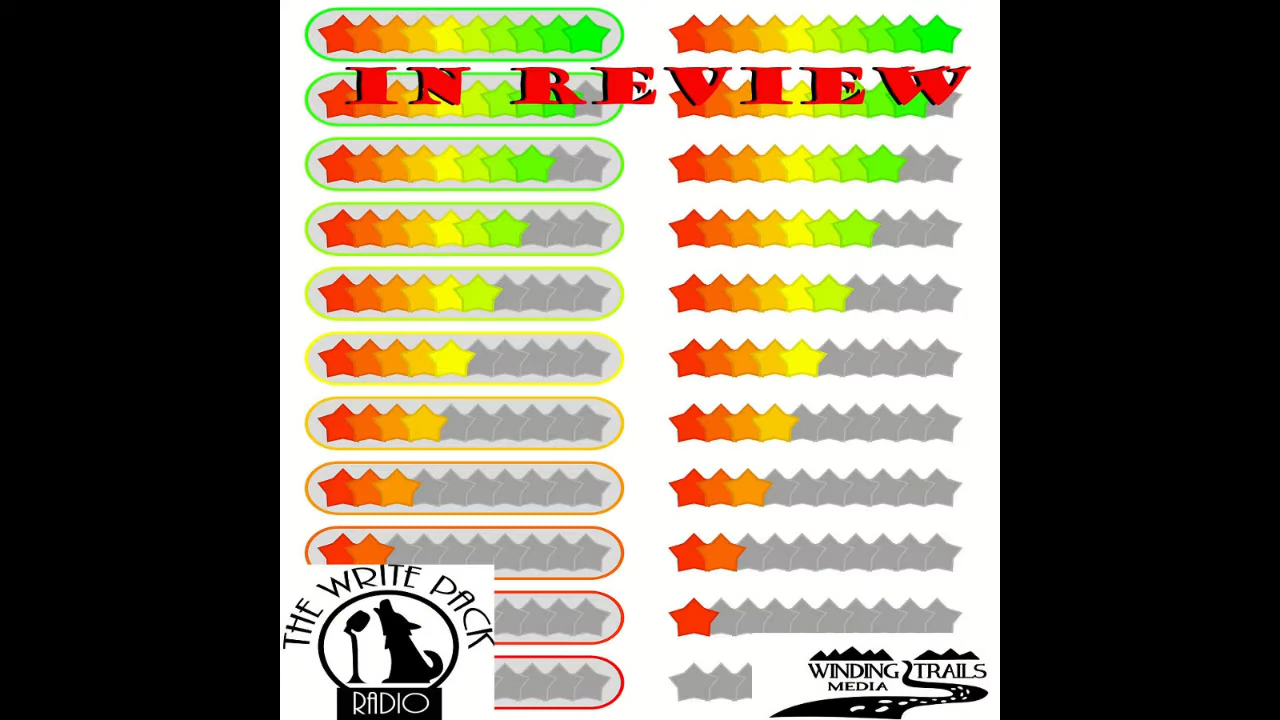 IN REVIEW
THE WRITE PACK
RADIO
WINDING TRAILS
MEDIA